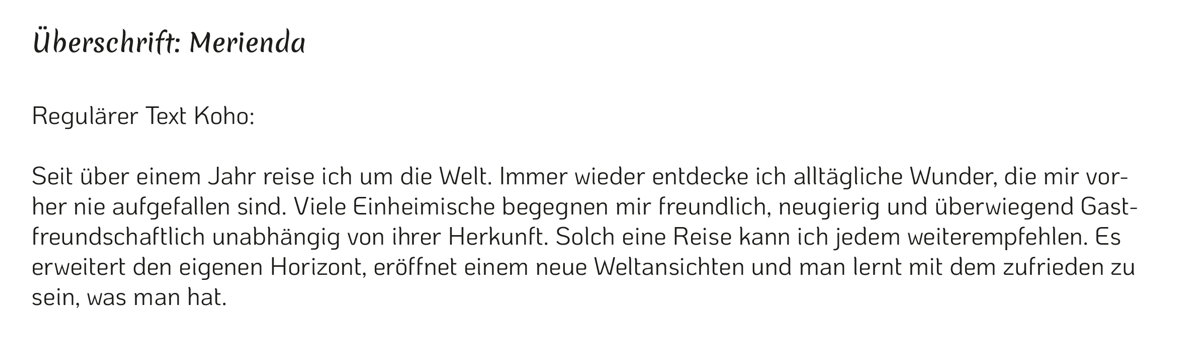 Überschrift: Merienda
Regulärer Text Koho:
Seit über einem Jahr reise ich um die Welt. Immer wieder entdecke ich alltägliche Wunder, die mir vor-
her nie aufgefallen sind. Viele Einheimische begegnen mir freundlich, neugierig und überwiegend Gast-
freundschaftlich unabhängig von ihrer Herkunft. Solch eine Reise kann ich jedem weiterempfehlen. Es
erweitert den eigenen Horizont, eröffnet einem neue Weltansichten und man lernt mit dem zufrieden zu
sein, was man hat.